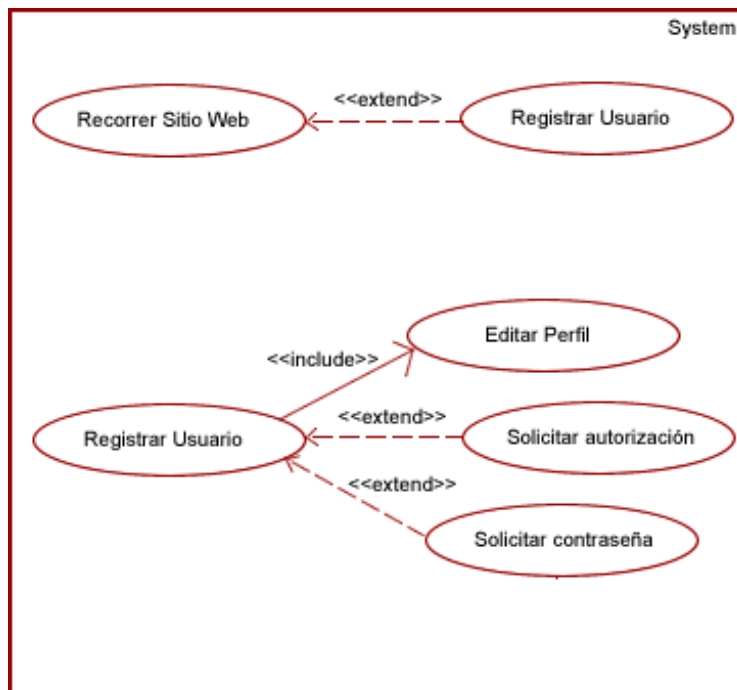 System
<<extend>>
Recorrer Sitio Web
Registrar Usuario
Editar Perfil
<<include>>
<<extend>>
Registrar Usuario
Solicitar autorización
<<extend>>
Solicitar contraseña